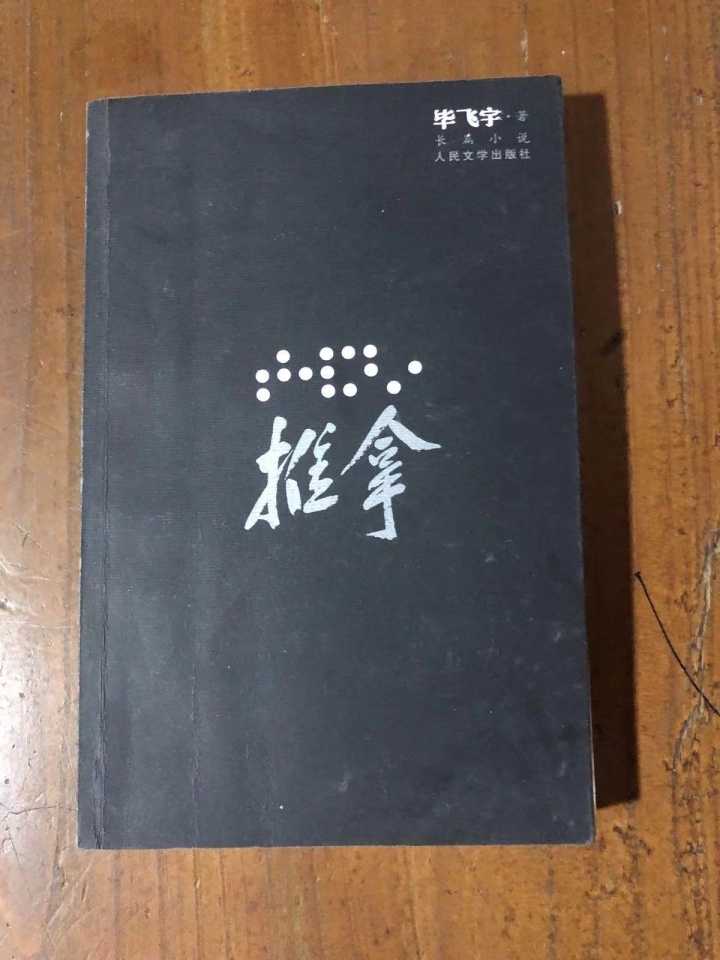 毕飞宇·著
长篇小说
人民文学出版社
⠞⠺⠝⠔
推拿